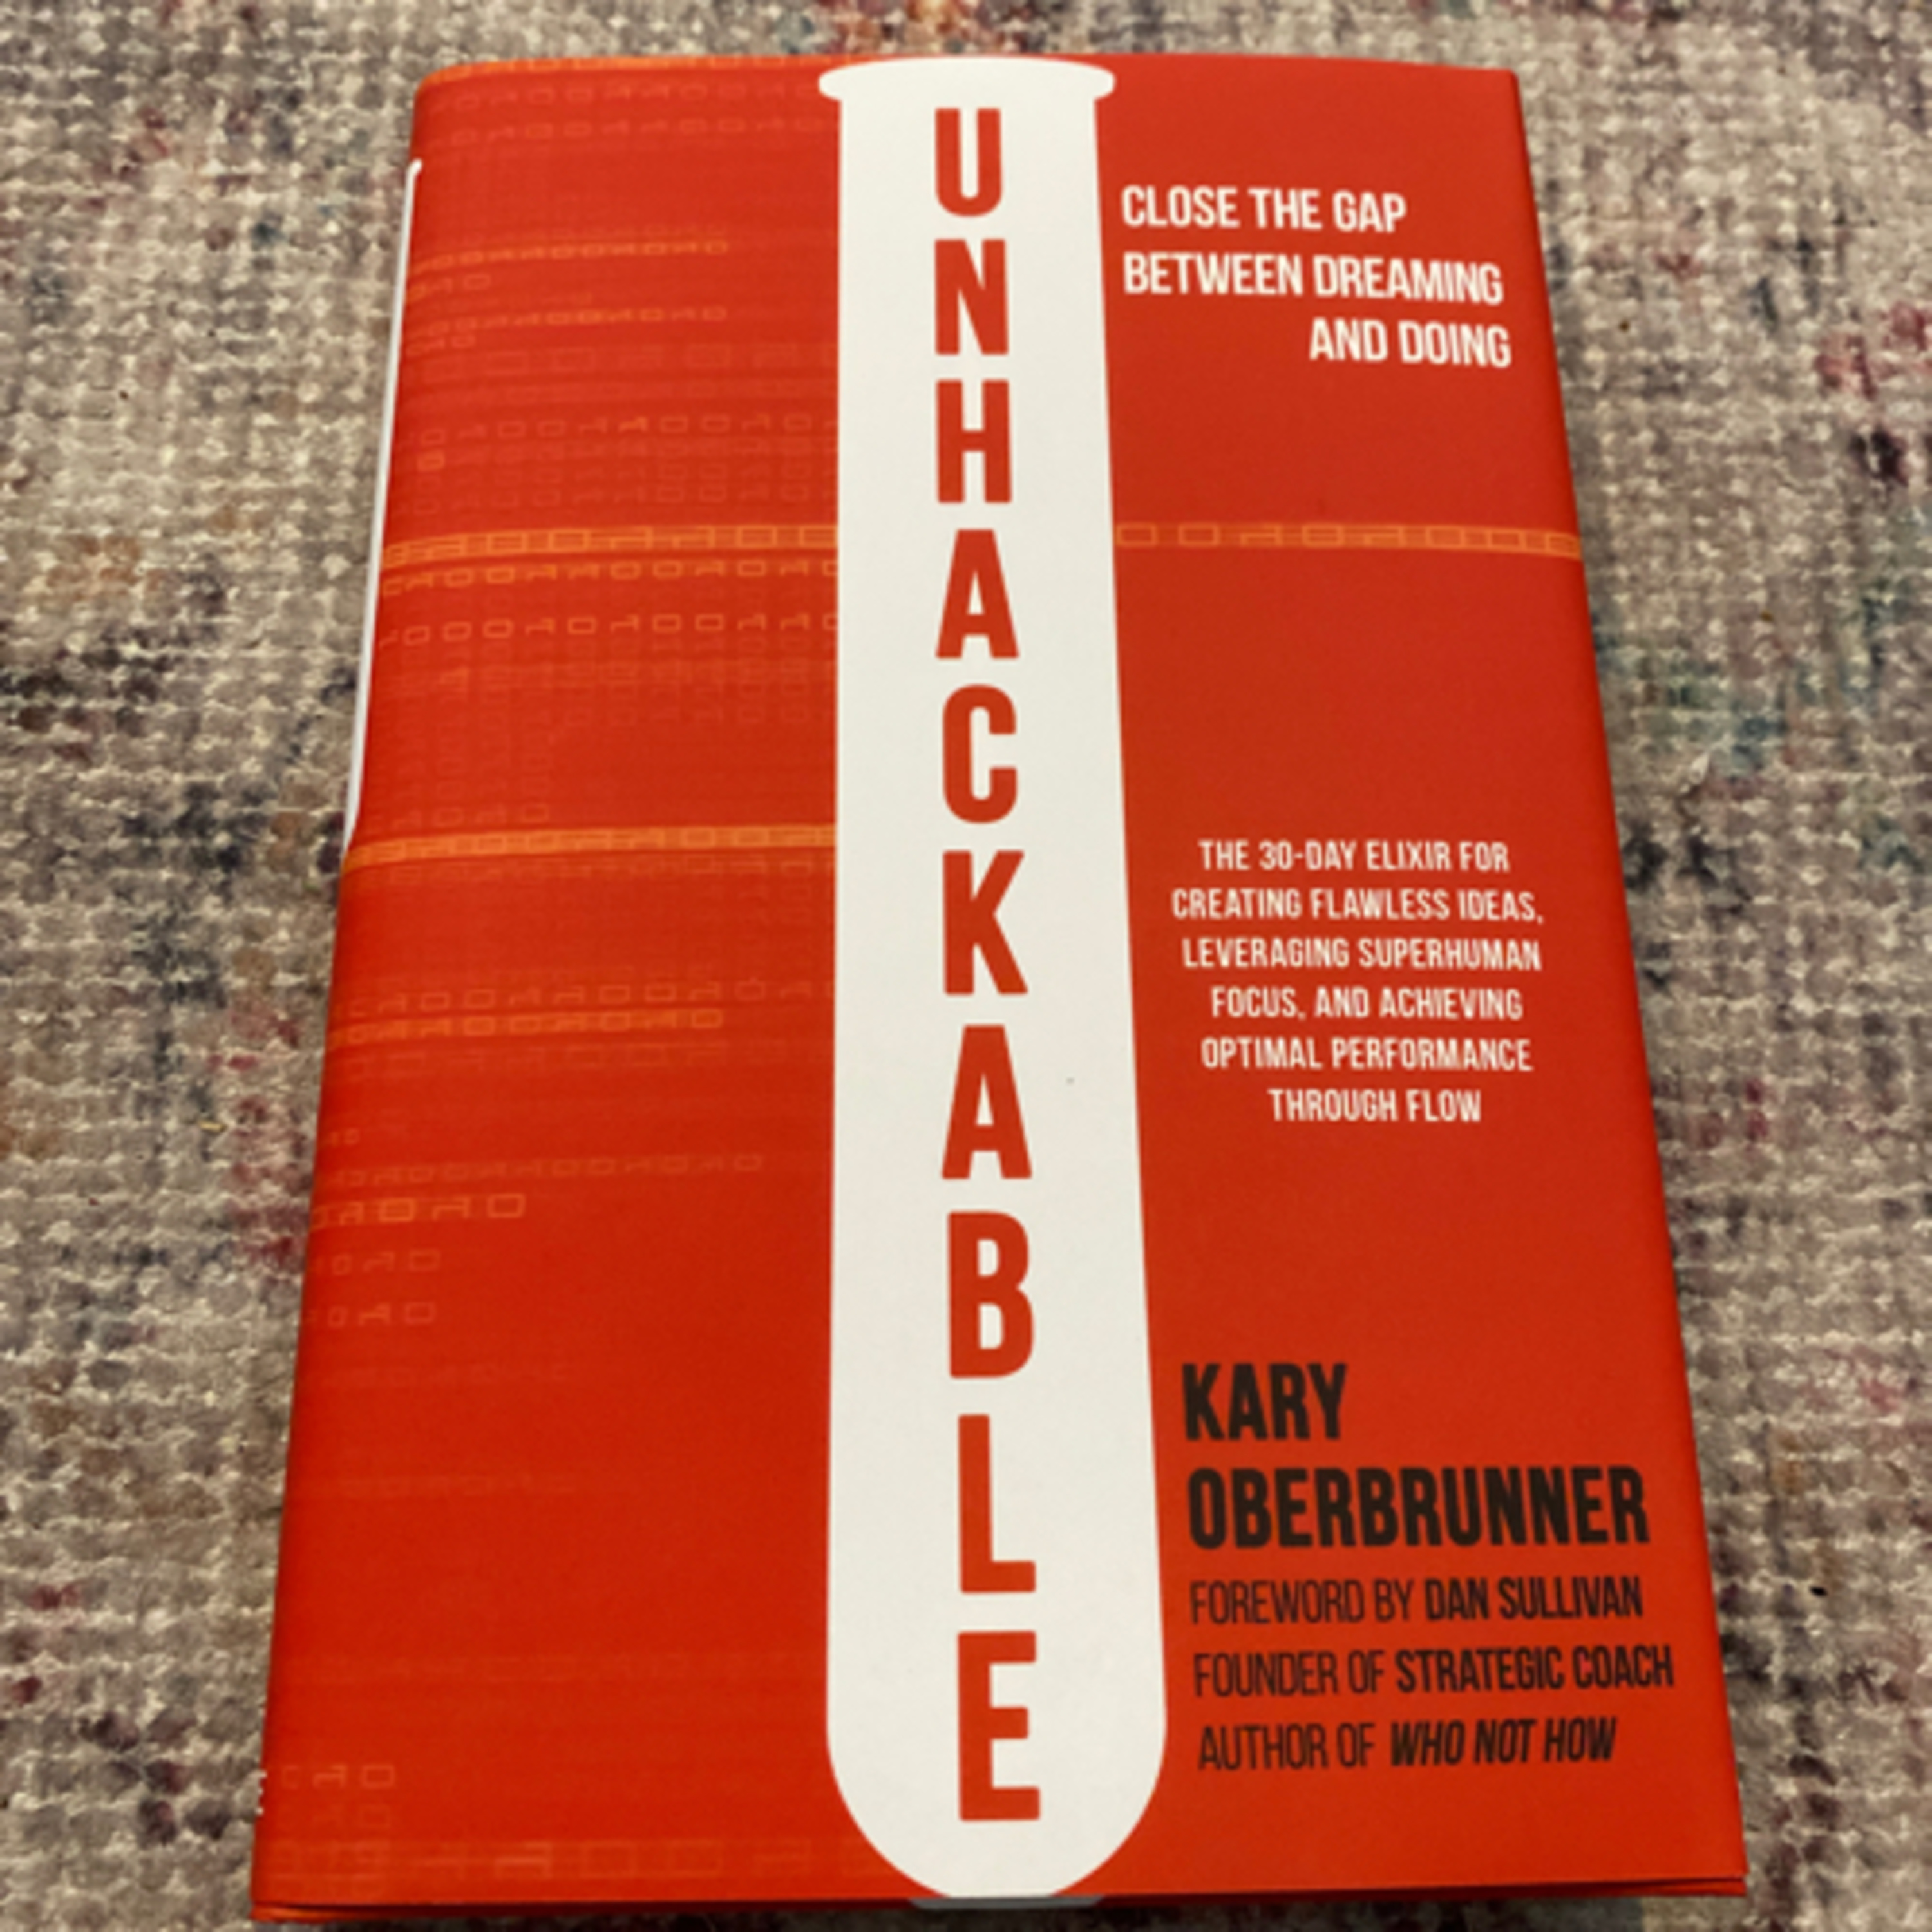 UNHACKABLE
CLOSE THE GAP
BETWEEN DREAMING
AND DOING
THE 30-DAY ELIXIR FOR
CREATING FLAWLESS IDEAS,
LEVERAGING SUPERHUMAN
FOCUS, AND ACHIEVING
OPTIMAL PERFORMANCE
THROUGH FLOW
KARY
OBERBRUNNER
FOREWORD BY DAN SULLIVAN
FOUNDER OF STRATEGIC COACH
AUTHOR OF WHO NOT HOW